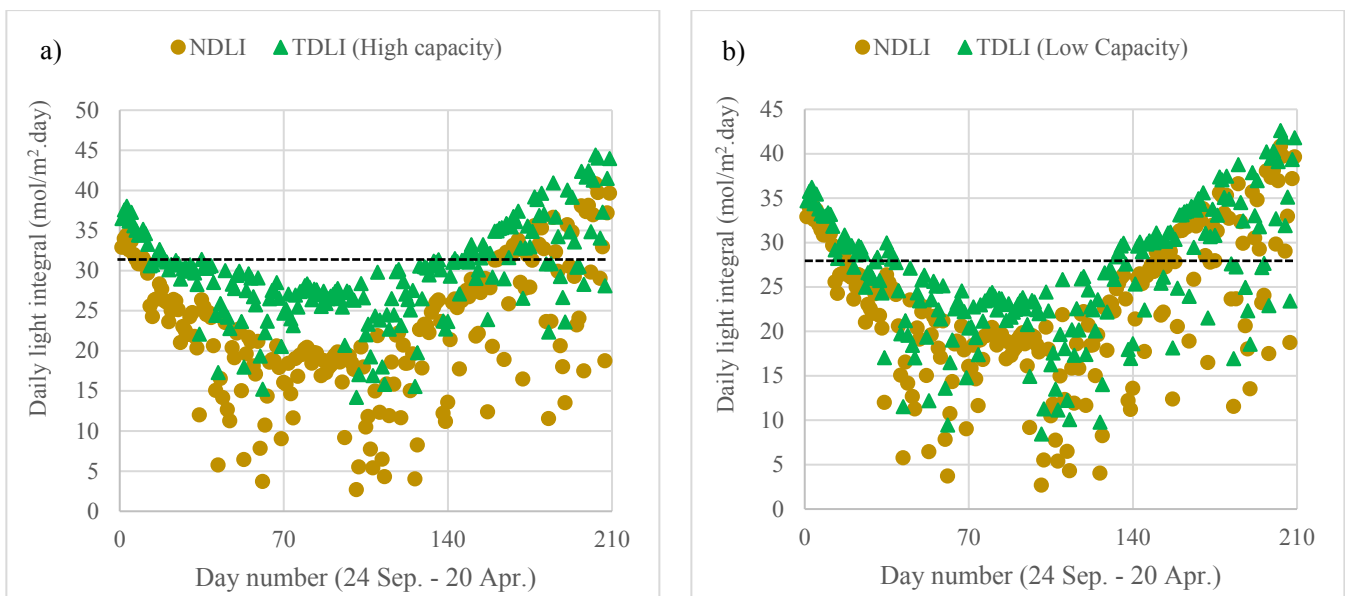 a)
NDLI TDLI (High capacity)
50
45
40
35
30
25
20
15
10
5
0
0 70 140 210
Daily light integral (mol/m².day)
Day number (24 Sep. - 20 Apr.)
b)
NDLI TDLI (Low Capacity)
45
40
35
30
25
20
15
10
5
0
0 70 140 210
Daily light integral (mol/m².day)
Day number (24 Sep. - 20 Apr.)